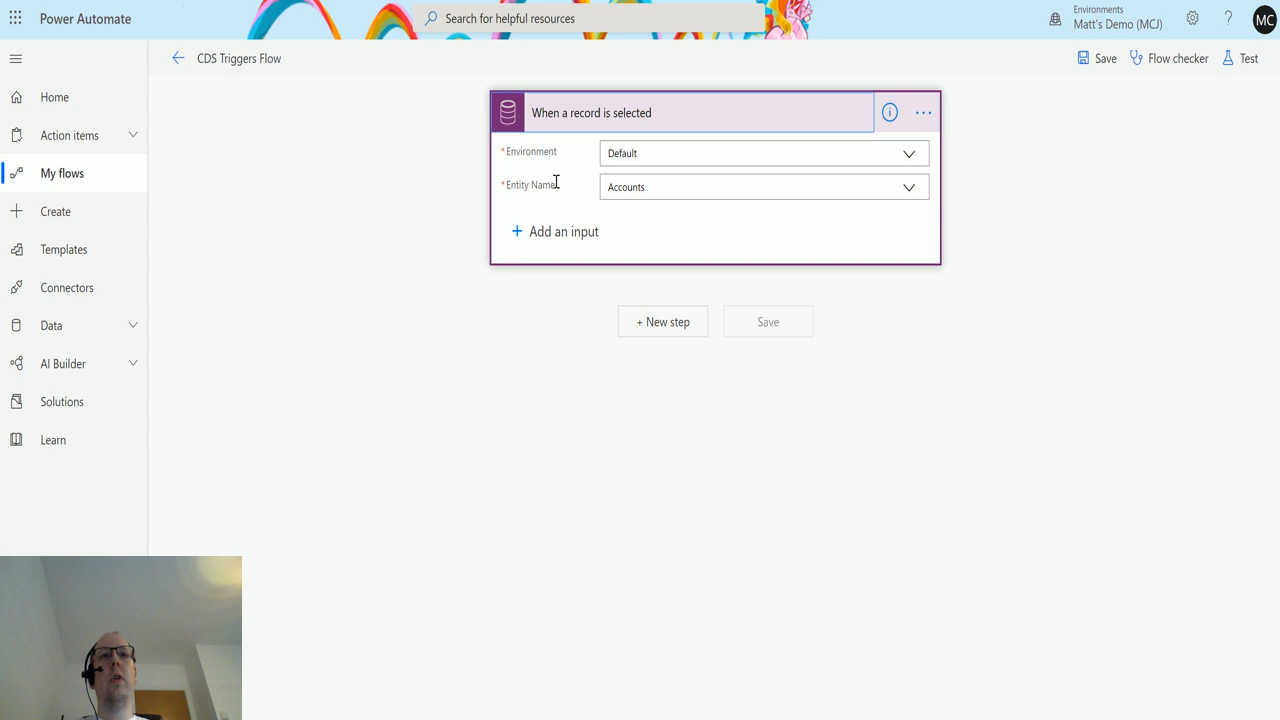 Power Automate
Search for helpful resources
Environments
Matt's Demo (MCJ)
?
MC
CDS Triggers Flow
Save
Flow checker
Test
Home
Action items
My flows
Create
Templates
Connectors
Data
AI Builder
Solutions
Learn
When a record is selected
* Environment
Default
* Entity Name
Accounts
+ Add an input
+ New step
Save